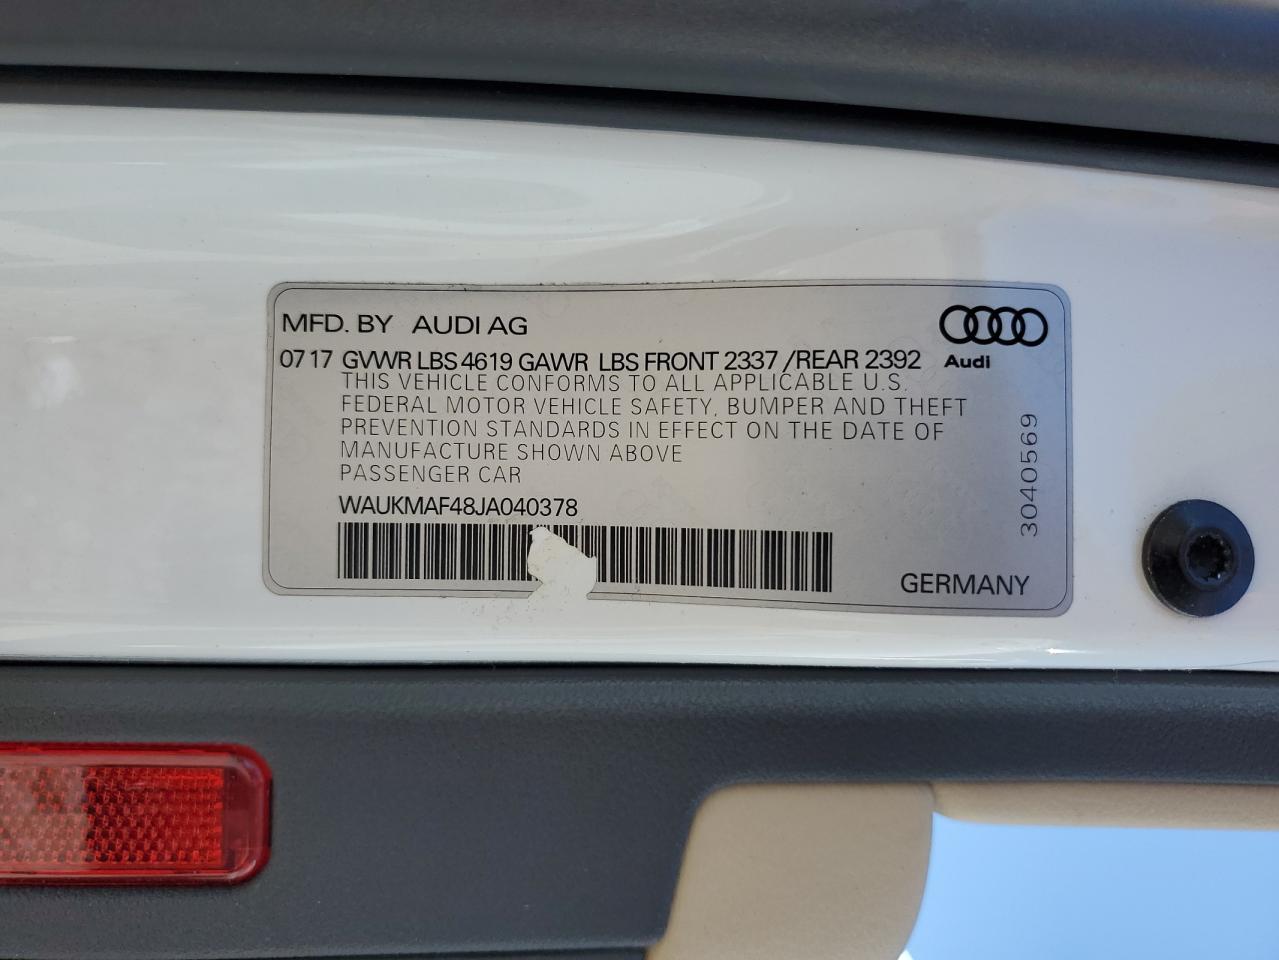 MFD. BY AUDI AG
07 17 GVWR LBS 4619 GAWR LBS FRONT 2337 /REAR 2392
Audi
THIS VEHICLE CONFORMS TO ALL APPLICABLE U.S.
FEDERAL MOTOR VEHICLE SAFETY, BUMPER AND THEFT
PREVENTION STANDARDS IN EFFECT ON THE DATE OF
MANUFACTURE SHOWN ABOVE
PASSENGER CAR
WAUKMAF48JA040378
3040569
GERMANY